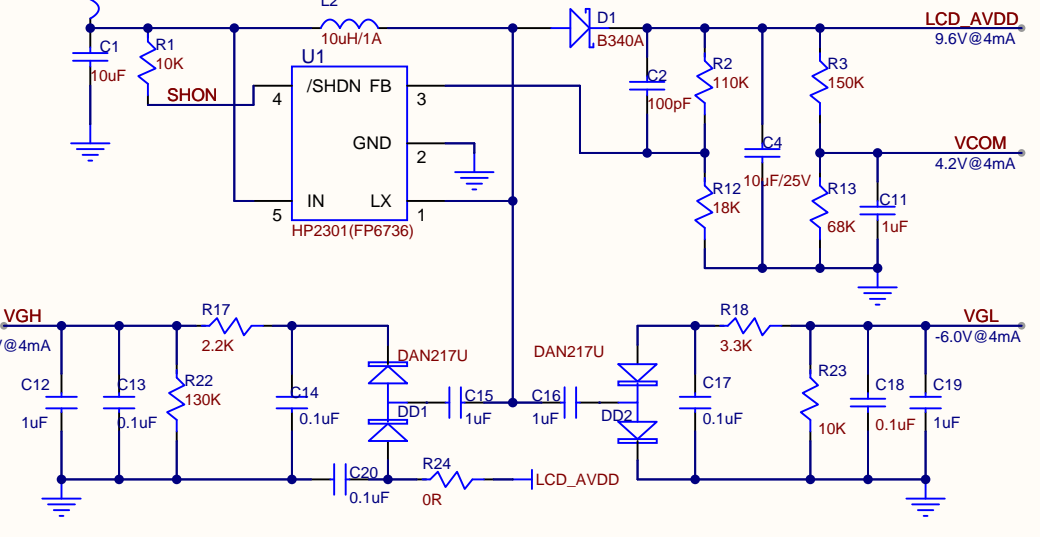 L2
10uH/1A
D1
B340A
LCD_AVDD
9.6V@4mA
C1
10uF
R1
10K
SHON
U1
/SHDN FB
4
3
GND
2
IN LX
5
1
HP2301(FP6736)
C2
100pF
R2
110K
R3
150K
C4
10uF/25V
VCOM
4.2V@4mA
R12
18K
R13
68K
C11
1uF
VGH
V@4mA
R17
2.2K
C12
1uF
C13
0.1uF
R22
130K
C14
0.1uF
DAN217U
DD1
C15
1uF
C20
0.1uF
R24
0R
LCD_AVDD
DAN217U
C16
1uF
DD2
C17
0.1uF
R18
3.3K
R23
10K
C18
0.1uF
C19
1uF
VGL
-6.0V@4mA